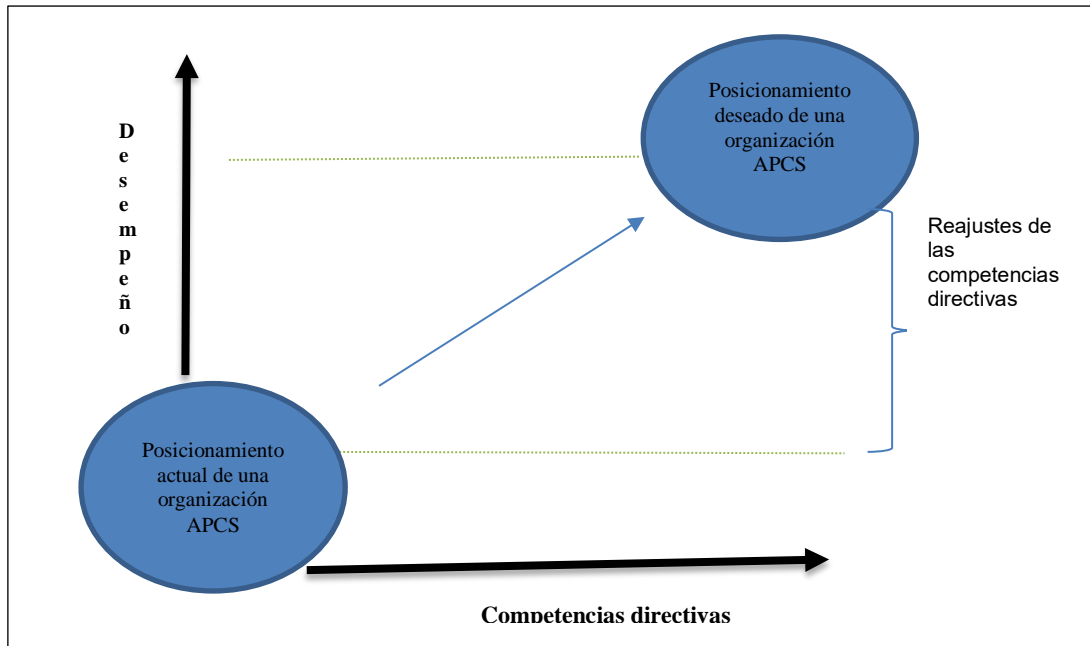 Posicionamiento
deseado de una
organización
APCS
Desempeño
Reajustes de
las
competencias
directivas
Posicionamiento
actual de una
organización
APCS
Competencias directivas